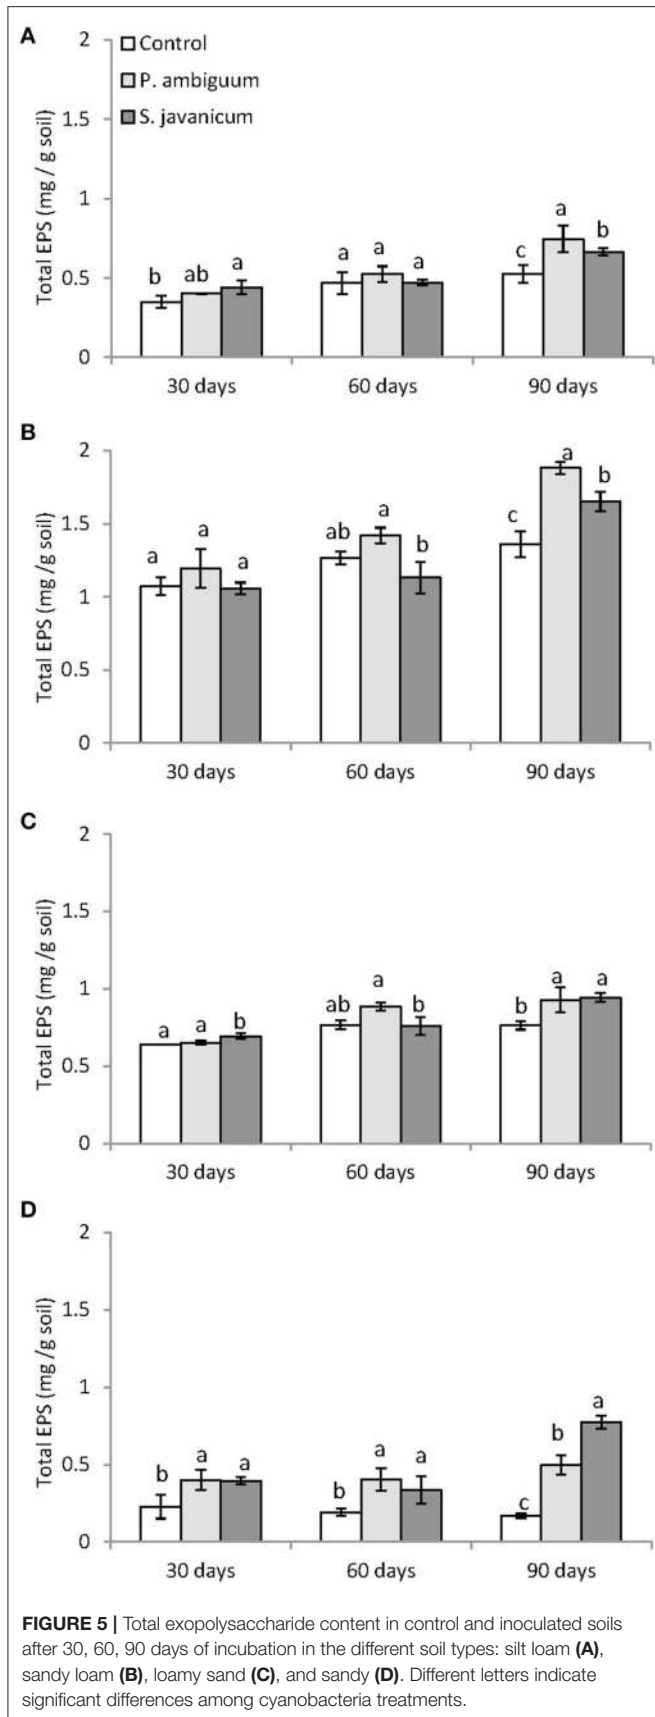 A
2
Control
P. ambiguum
S. javanicum
1.5
1
0.5
0
Total EPS (mg / g soil)
b ab a
a a a
c a b
30 days 60 days 90 days
B
2
1.5
1
0.5
0
Total EPS (mg /g soil)
a a a
ab a b
c a b
30 days 60 days 90 days
C
2
1.5
1
0.5
0
Total EPS (mg /g soil)
a a b
ab a b
b a a
30 days 60 days 90 days
D
2
1.5
1
0.5
0
Total EPS (mg /g soil)
b a a
b a a
c b a
30 days 60 days 90 days
FIGURE 5 | Total exopolysaccharide content in control and inoculated soils
after 30, 60, 90 days of incubation in the different soil types: silt loam (A),
sandy loam (B), loamy sand (C), and sandy (D). Different letters indicate
significant differences among cyanobacteria treatments.